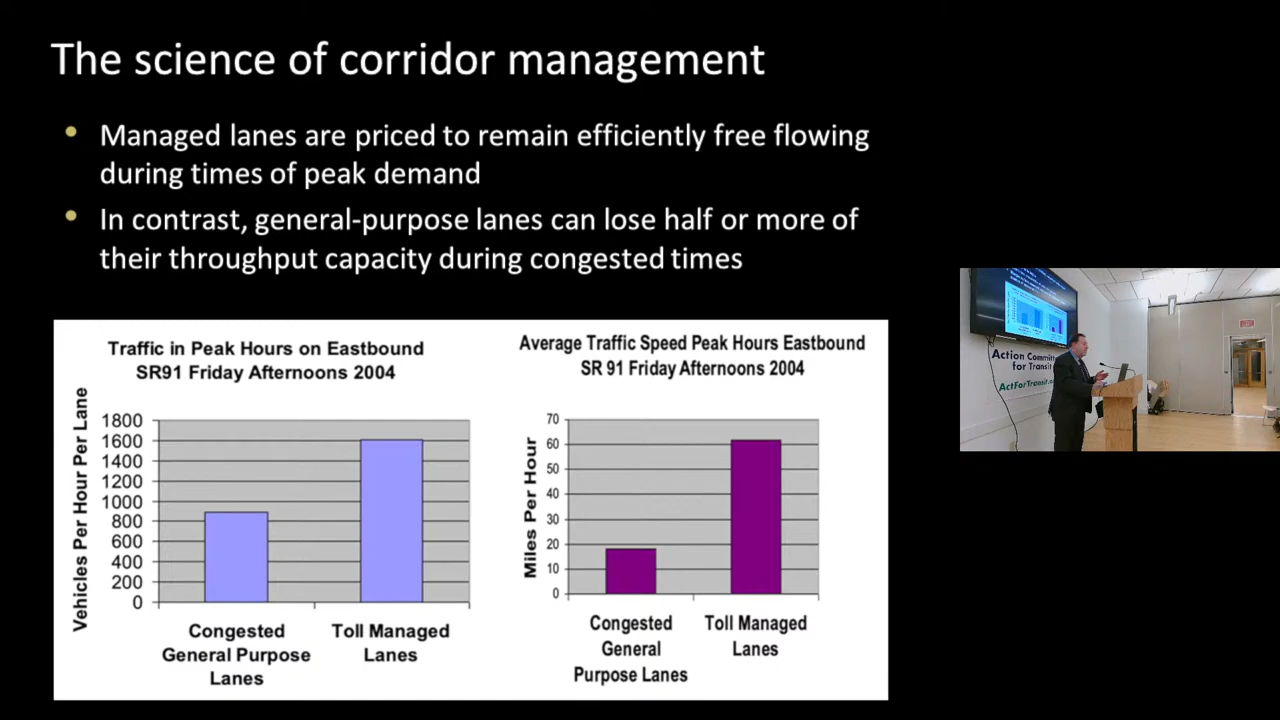 The science of corridor management
• Managed lanes are priced to remain efficiently free flowing
during times of peak demand
• In contrast, general-purpose lanes can lose half or more of
their throughput capacity during congested times
Traffic in Peak Hours on Eastbound
SR91 Friday Afternoons 2004
Vehicles Per Hour Per Lane
1800
1600
1400
1200
1000
800
600
400
200
0
Congested
General Purpose
Lanes
Toll Managed
Lanes
Average Traffic Speed Peak Hours Eastbound
SR 91 Friday Afternoons 2004
Miles Per Hour
70
60
50
40
30
20
10
0
Congested
General
Purpose Lanes
Toll Managed
Lanes
Action Committ
for Transit
ActForTransit.